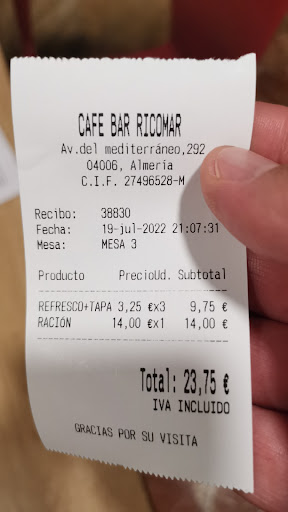 CAFE BAR RICOMAR
Av.del mediterráneo,292
04006, Almeria
C.I.F. 27496528-M
Recibo: 38830
Fecha: 19-jul-2022 21:07:31
Mesa: MESA 3
Producto PrecioUd. Subtotal
REFRESCO+TAPA 3,25 €x3 9,75 €
RACIÓN 14,00 €x1 14,00 €
Total: 23,75 €
IVA INCLUIDO
GRACIAS POR SU VISITA